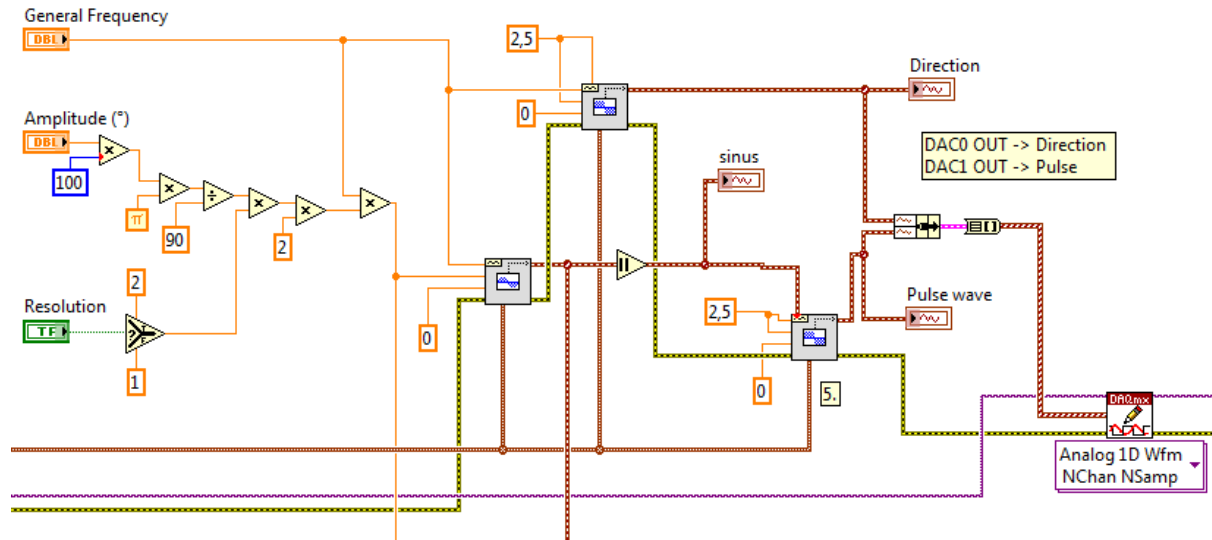 General Frequency
DBL
2,5
Direction
0
Amplitude (°)
DBL
100
DAC0 OUT -> Direction
DAC1 OUT -> Pulse
sinus
π
90
2
2
Resolution
TF
?
F
1
0
2,5
Pulse wave
0
5.
DAQmx
Analog 1D Wfm
NChan NSamp